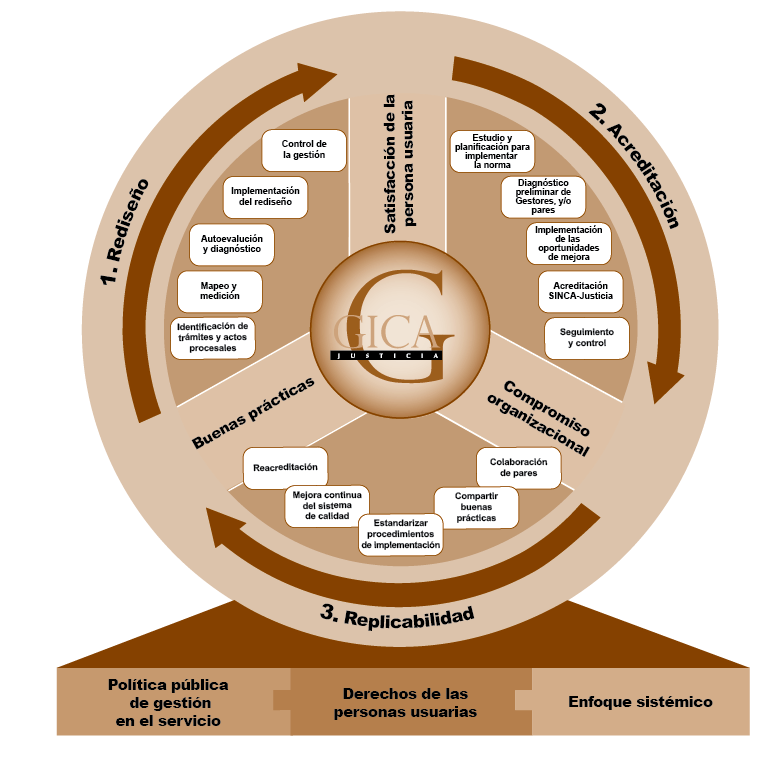 1. Rediseño
Control de
la gestión
Implementación
del rediseño
Autoevalución
y diagnóstico
Mapeo y
medición
Identificación de
trámites y actos
procesales
Satisfacción de la
persona usuaria
2. Acreditación
Estudio y
planificación para
implementar
la norma
Diagnóstico
preliminar de
Gestores, y/o
pares
Implementación
de las
oportunidades
de mejora
Acreditación
SINCA-Justicia
Seguimiento
y control
G
GICA
JUSTICIA
Buenas prácticas
Compromiso
organizacional
Reacreditación
Mejora continua
del sistema
de calidad
Estandarizar
procedimientos
de implementación
Compartir
buenas
prácticas
Colaboración
de pares
3. Replicabilidad
Política pública
de gestión
en el servicio
Derechos de las
personas usuarias
Enfoque sistémico